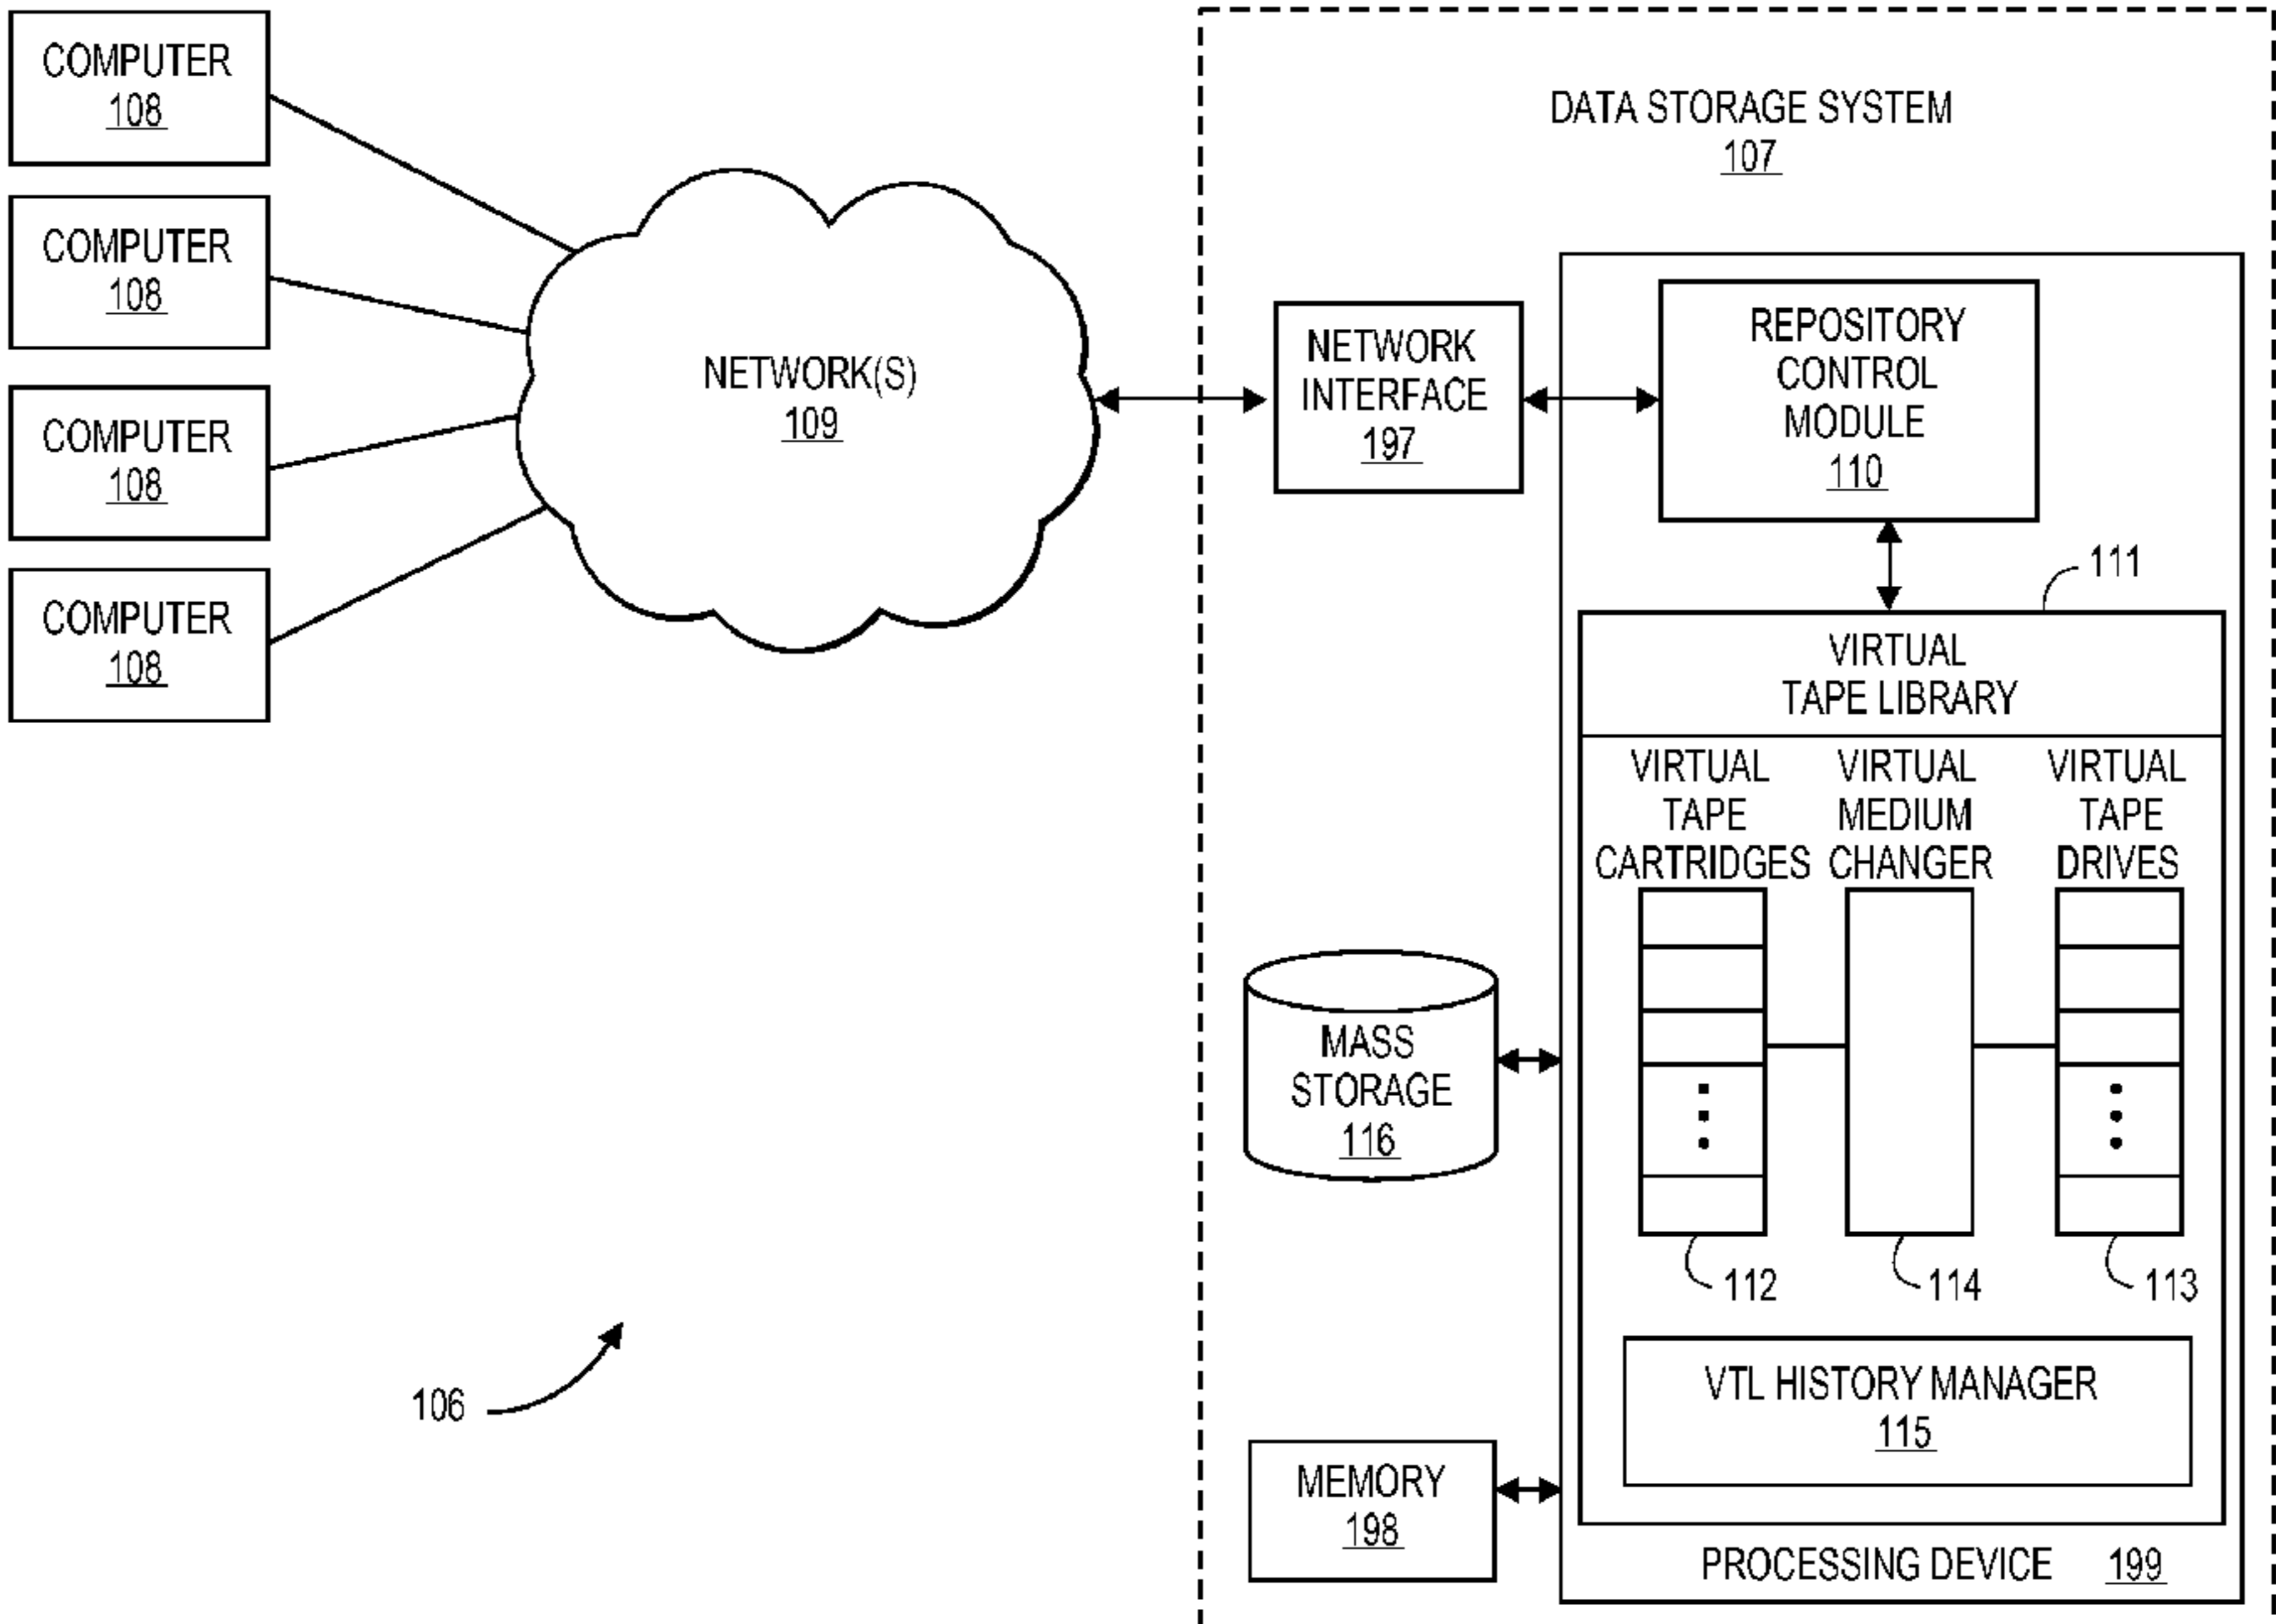 COMPUTER
108
COMPUTER
108
COMPUTER
108
COMPUTER
108
NETWORK(S)
109
106
DATA STORAGE SYSTEM
107
NETWORK
INTERFACE
197
REPOSITORY
CONTROL
MODULE
110
111
VIRTUAL
TAPE LIBRARY
VIRTUAL
TAPE
CARTRIDGES
VIRTUAL
MEDIUM
CHANGER
VIRTUAL
TAPE
DRIVES
112
114
113
MASS
STORAGE
116
VTL HISTORY MANAGER
115
MEMORY
198
PROCESSING DEVICE 199